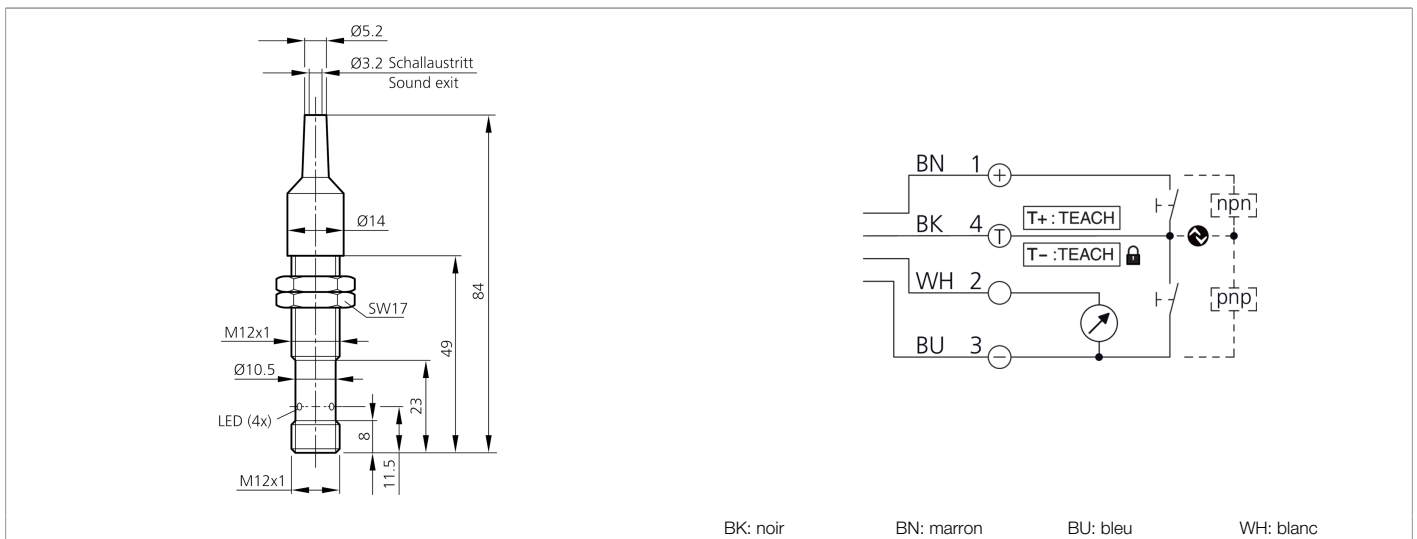 Ø5.2
Ø3.2 Schallaustritt
Sound exit
Ø14
SW17
M12x1
Ø10.5
LED (4x)
M12x1
8
11.5
23
49
84
BN 1 +
BK 4 T
T+ : TEACH
T- : TEACH
WH 2
BU 3 −
npn
pnp
BK: noir BN: marron BU: bleu WH: blanc